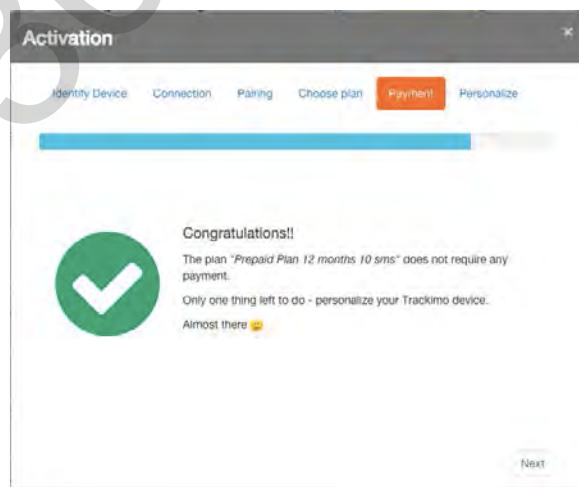 Activation
×
Identity Device Connection Pairing Choose plan Payment Personalize
Congratulations!!
The plan "Prepaid Plan 12 months 10 sms" does not require any
payment.
Only one thing left to do - personalize your Trackimo device.
Almost there 😊
Next